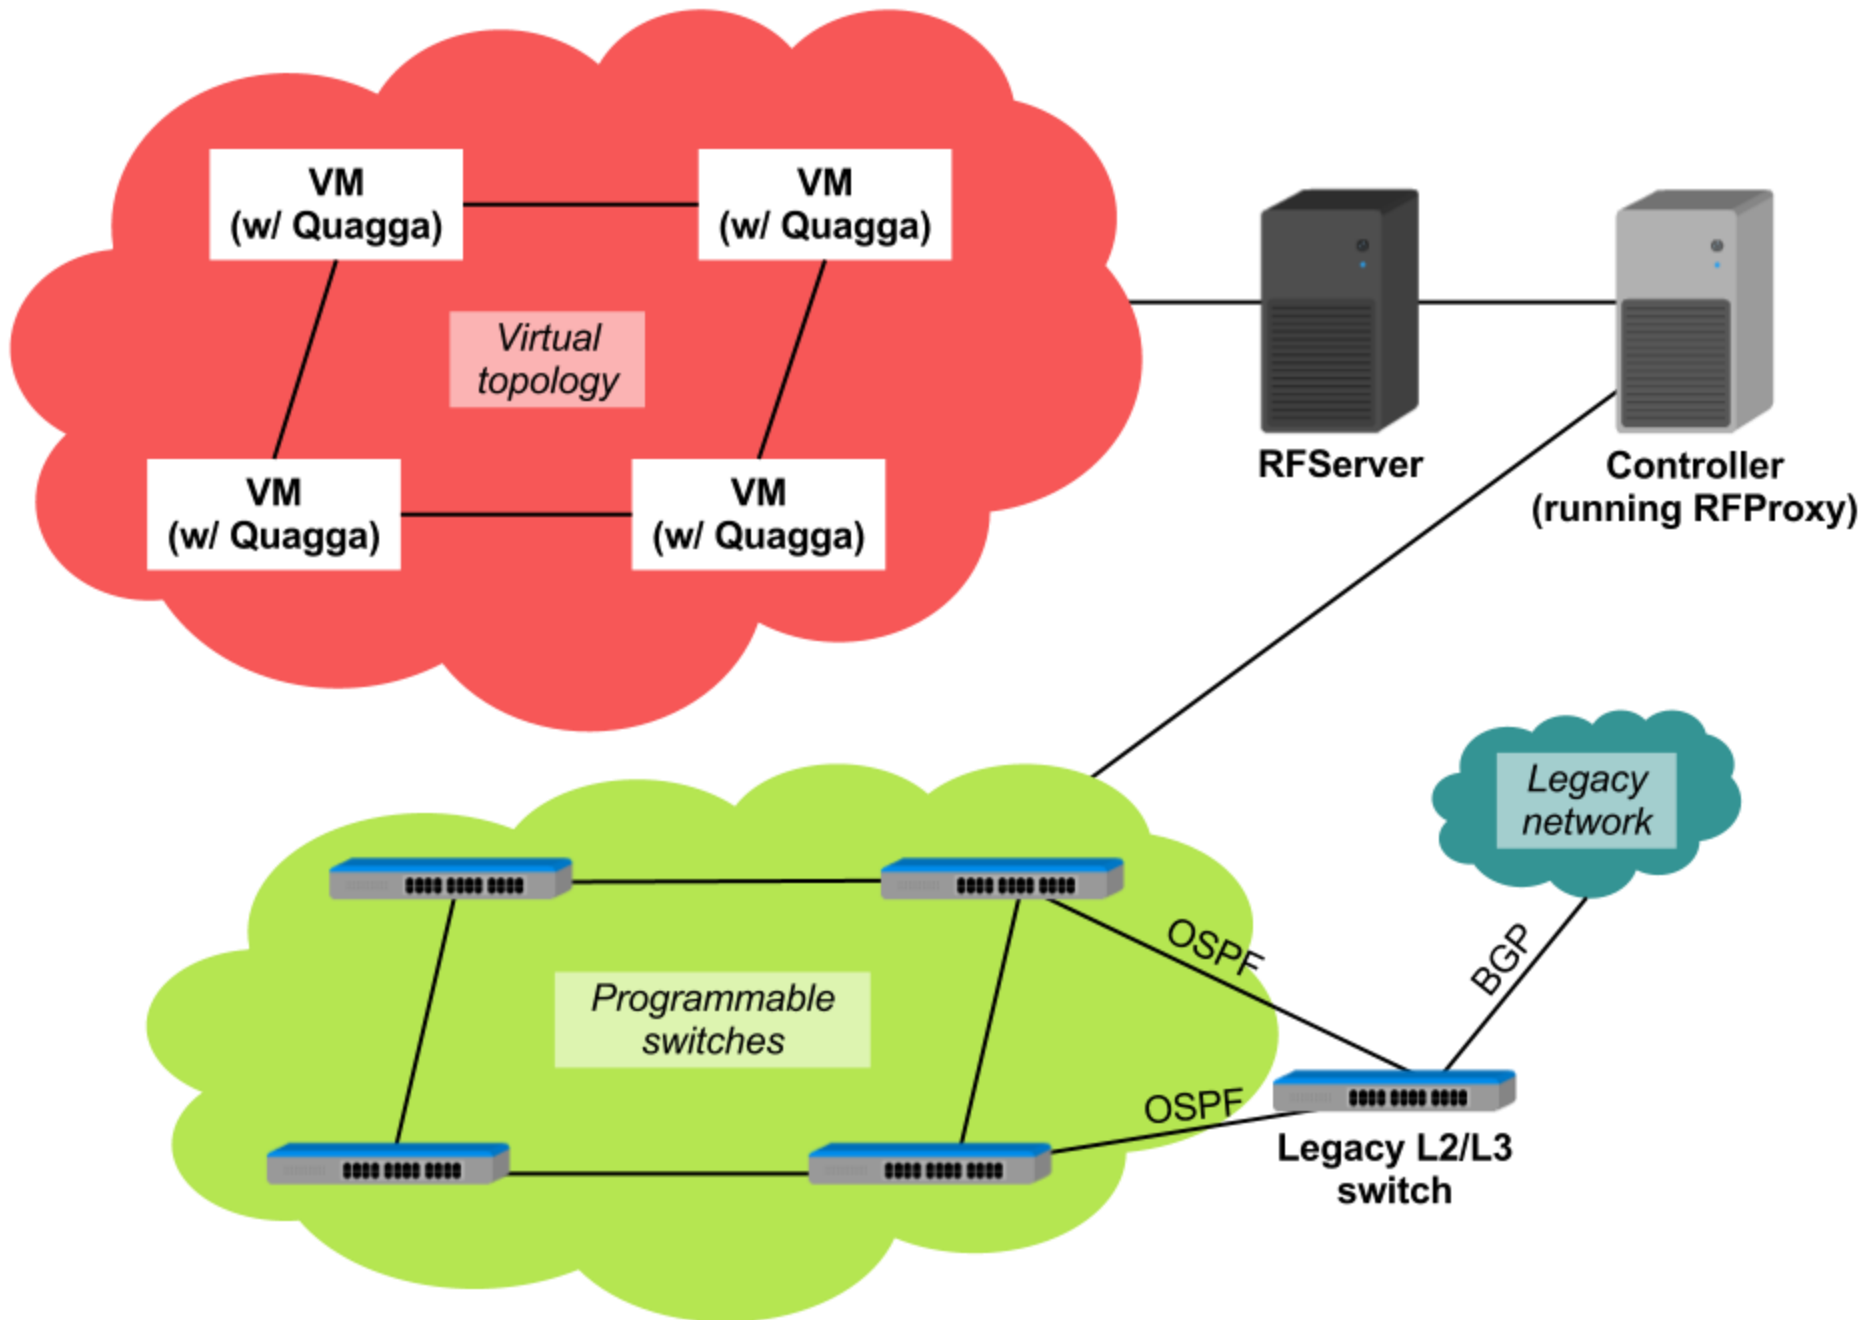 VM
(w/ Quagga)
VM
(w/ Quagga)
Virtual
topology
VM
(w/ Quagga)
VM
(w/ Quagga)
RFServer
Controller
(running RFProxy)
Legacy
network
OSPF
BGP
Programmable
switches
OSPF
Legacy L2/L3
switch